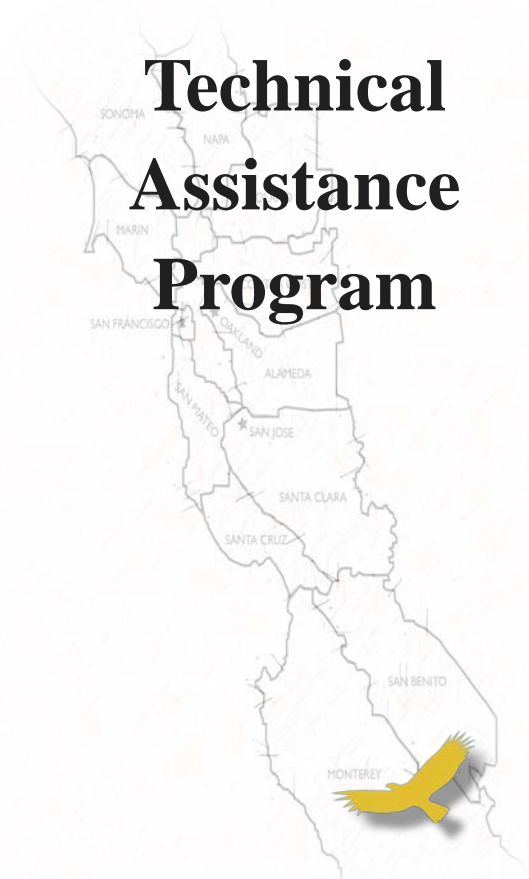 Technical
SONOMA
NAPA
Assistance
MARIN
Program
SAN FRANCISCO
OAKLAND
ALAMEDA
SAN MATEO
SAN JOSE
SANTA CLARA
SANTA CRUZ
SAN BENITO
MONTEREY